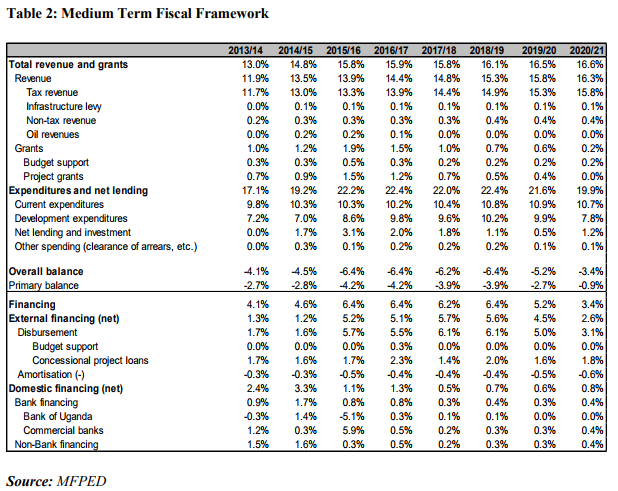 Table 2: Medium Term Fiscal Framework
2013/14 2014/15 2015/16 2016/17 2017/18 2018/19 2019/20 2020/21
Total revenue and grants 13.0% 14.8% 15.8% 15.9% 15.8% 16.1% 16.5% 16.6%
Revenue 11.9% 13.5% 13.9% 14.4% 14.8% 15.3% 15.8% 16.3%
Tax revenue 11.7% 13.0% 13.3% 13.9% 14.4% 14.9% 15.3% 15.8%
Infrastructure levy 0.0% 0.1% 0.1% 0.1% 0.1% 0.1% 0.1% 0.1%
Non-tax revenue 0.2% 0.3% 0.3% 0.3% 0.3% 0.4% 0.4% 0.4%
Oil revenues 0.0% 0.2% 0.2% 0.1% 0.0% 0.0% 0.0% 0.0%
Grants 1.0% 1.2% 1.9% 1.5% 1.0% 0.7% 0.6% 0.2%
Budget support 0.3% 0.3% 0.5% 0.3% 0.2% 0.2% 0.2% 0.2%
Project grants 0.7% 0.9% 1.5% 1.2% 0.7% 0.5% 0.4% 0.0%
Expenditures and net lending 17.1% 19.2% 22.2% 22.4% 22.0% 22.4% 21.6% 19.9%
Current expenditures 9.8% 10.3% 10.3% 10.2% 10.4% 10.8% 10.9% 10.7%
Development expenditures 7.2% 7.0% 8.6% 9.8% 9.6% 10.2% 9.9% 7.8%
Net lending and investment 0.0% 1.7% 3.1% 2.0% 1.8% 1.1% 0.5% 1.2%
Other spending (clearance of arrears, etc.) 0.0% 0.3% 0.1% 0.2% 0.2% 0.2% 0.1% 0.1%
Overall balance -4.1% -4.5% -6.4% -6.4% -6.2% -6.4% -5.2% -3.4%
Primary balance -2.7% -2.8% -4.2% -4.2% -3.9% -3.9% -2.7% -0.9%
Financing 4.1% 4.6% 6.4% 6.4% 6.2% 6.4% 5.2% 3.4%
External financing (net) 1.3% 1.2% 5.2% 5.1% 5.7% 5.6% 4.5% 2.6%
Disbursement 1.7% 1.6% 5.7% 5.5% 6.1% 6.1% 5.0% 3.1%
Budget support 0.0% 0.0% 0.0% 0.3% 0.0% 0.0% 0.0% 0.0%
Concessional project loans 1.7% 1.6% 1.7% 2.3% 1.4% 2.0% 1.6% 1.8%
Amortisation (-) -0.3% -0.3% -0.5% -0.4% -0.4% -0.4% -0.5% -0.6%
Domestic financing (net) 2.4% 3.3% 1.1% 1.3% 0.5% 0.7% 0.6% 0.8%
Bank financing 0.9% 1.7% 0.8% 0.8% 0.3% 0.4% 0.3% 0.4%
Bank of Uganda -0.3% 1.4% -5.1% 0.3% 0.1% 0.1% 0.0% 0.0%
Commercial banks 1.2% 0.3% 5.9% 0.5% 0.2% 0.3% 0.3% 0.4%
Non-Bank financing 1.5% 1.6% 0.3% 0.5% 0.2% 0.3% 0.3% 0.4%
Source: MFPED